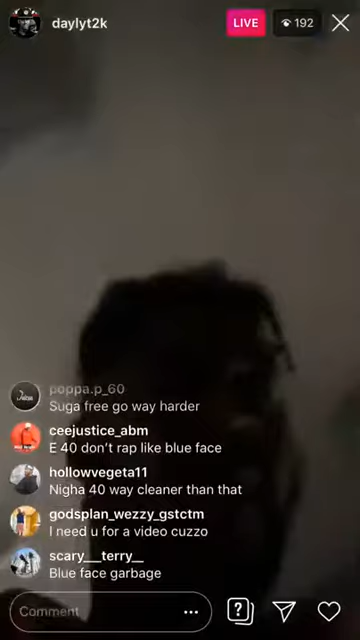 daylyt2k
LIVE
192
poppa.p_60
Suga free go way harder
ceejustice_abm
E 40 don't rap like blue face
hollowvegeta11
Nigha 40 way cleaner than that
godsplan_wezzy_gstctm
I need u for a video cuzzo
scary___terry__
Blue face garbage
Comment